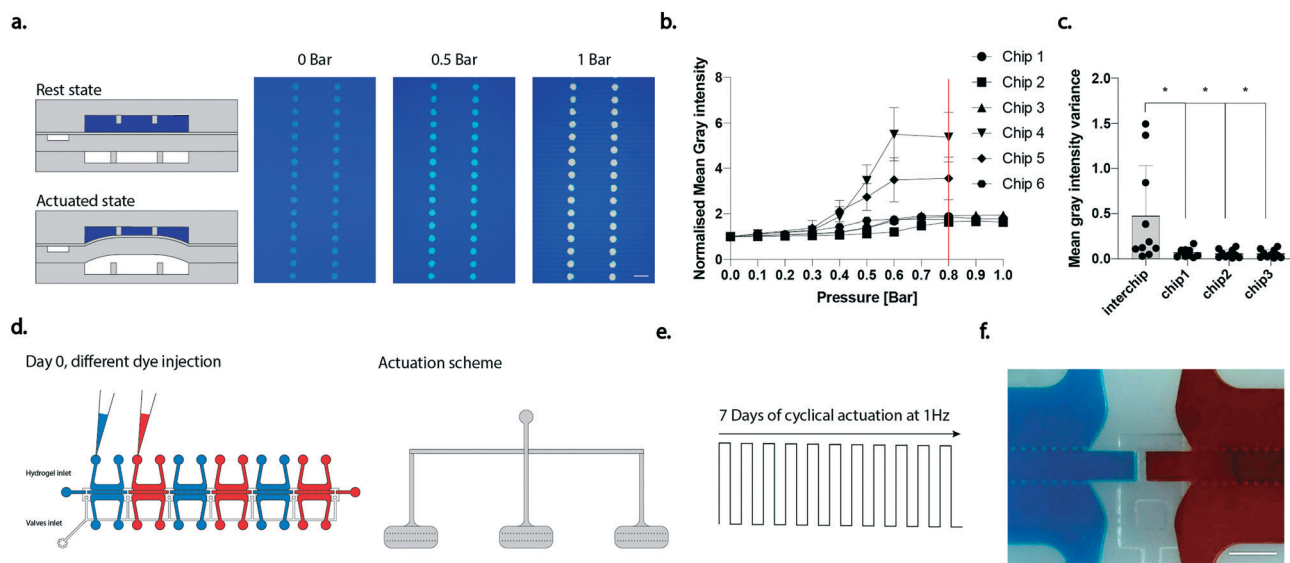 a.
0 Bar
0.5 Bar
1 Bar
Rest state
Actuated state
b.
Normalised Mean Gray intensity
8
6
4
2
0
0.0 0.1 0.2 0.3 0.4 0.5 0.6 0.7 0.8 0.9 1.0
Pressure [Bar]
Chip 1
Chip 2
Chip 3
Chip 4
Chip 5
Chip 6
c.
Mean gray intensity variance
2.0
1.5
1.0
0.5
0.0
* * *
interchip
chip1
chip2
chip3
d.
Day 0, different dye injection
Hydrogel inlet
Valves inlet
Actuation scheme
e.
7 Days of cyclical actuation at 1Hz
f.